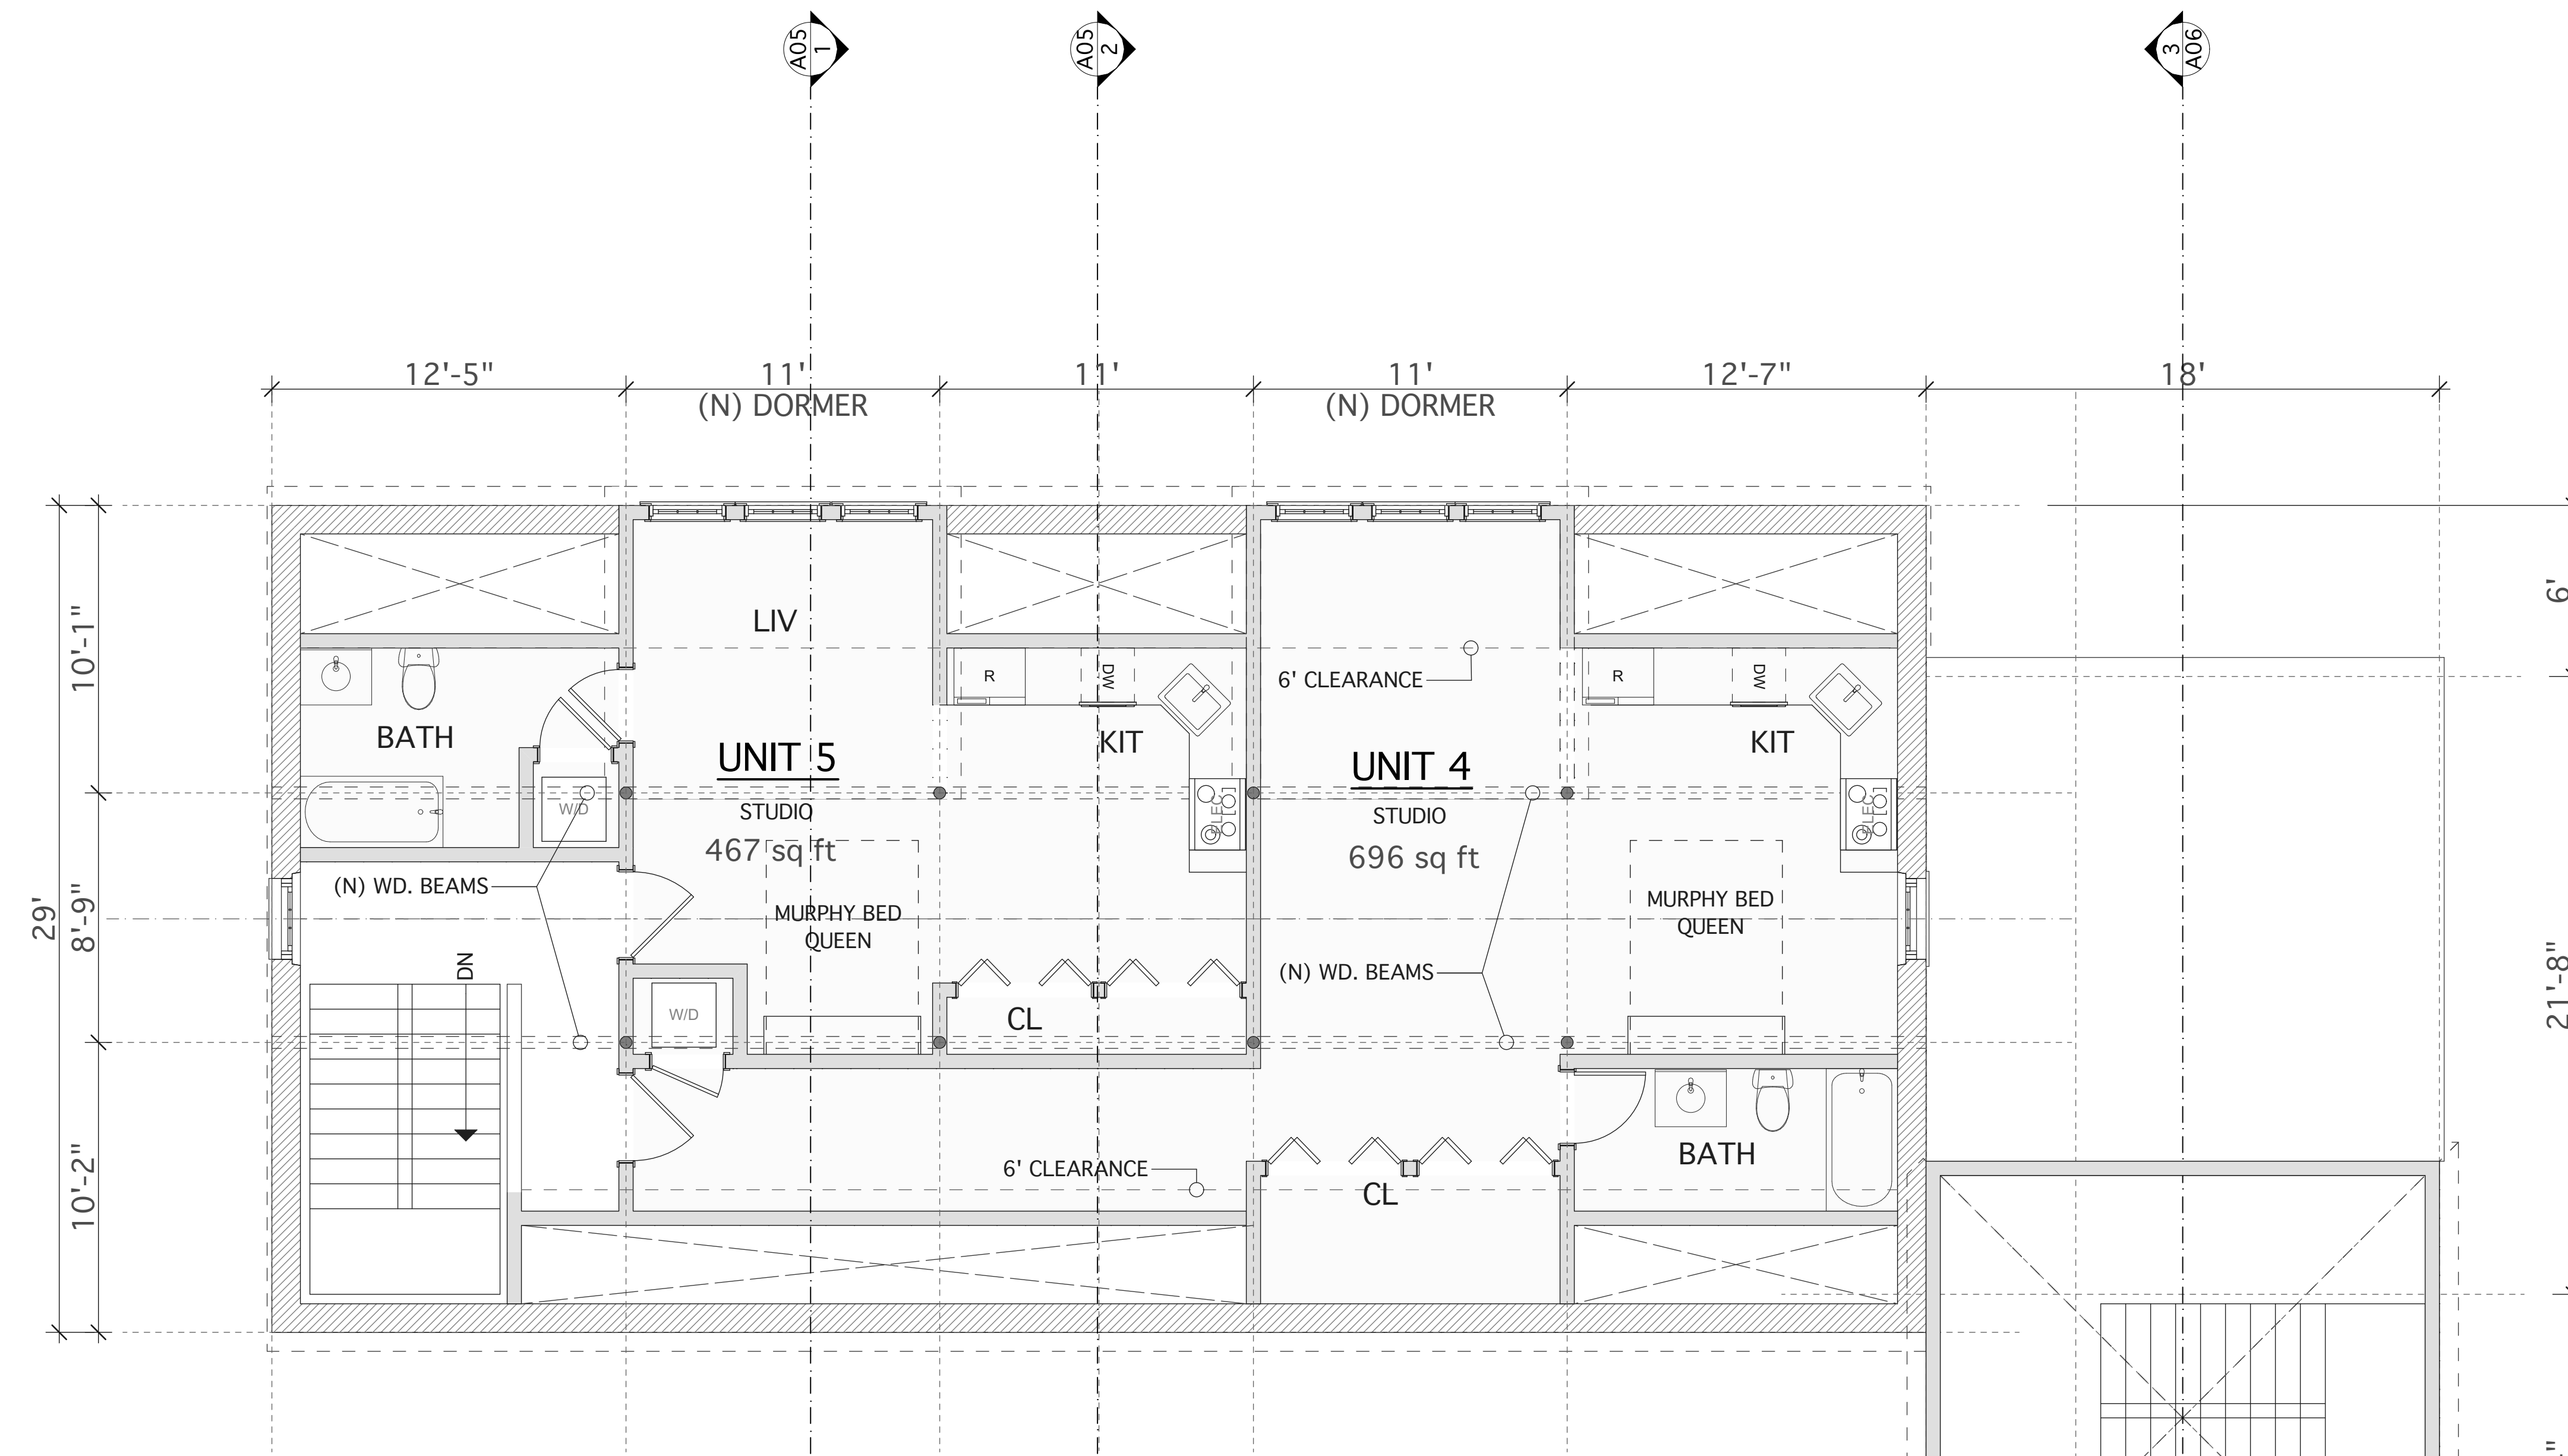 A05
1
A05
2
3
A06
12'-5"
11'
11'
11'
12'-7"
18'
(N) DORMER
(N) DORMER
29'
10'-1"
8'-9"
10'-2"
6'
21'-8"
LIV
6' CLEARANCE
R
DW
R
DW
BATH
KIT
KIT
UNIT 5
UNIT 4
W/D
STUDIO
STUDIO
467 sq ft
696 sq ft
ELEC
ELEC
(N) WD. BEAMS
MURPHY BED
QUEEN
MURPHY BED
QUEEN
DN
(N) WD. BEAMS
W/D
CL
6' CLEARANCE
BATH
CL